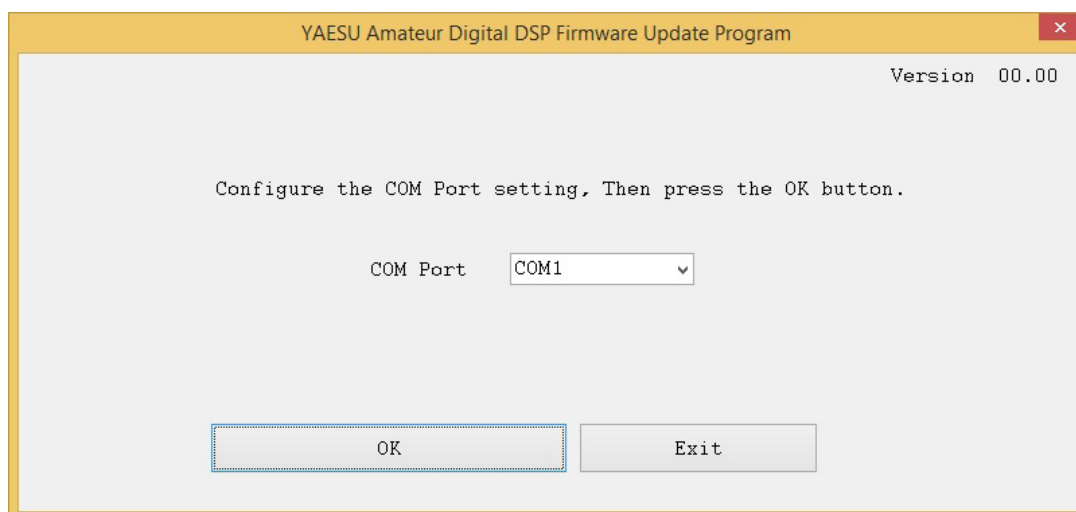 YAESU Amateur Digital DSP Firmware Update Program
Version 00.00
Configure the COM Port setting, Then press the OK button.
COM Port COM1
OK Exit